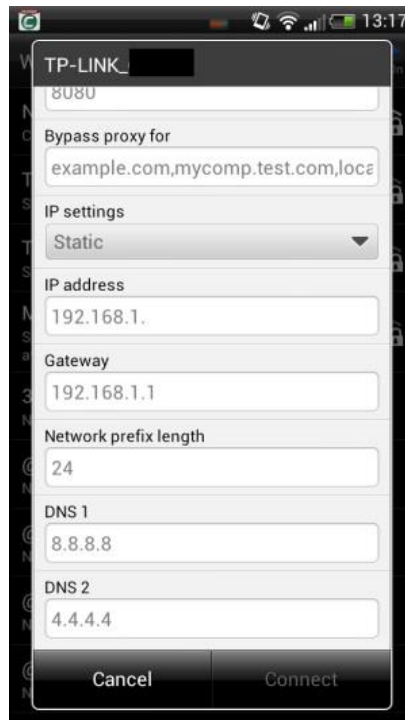 13:17
TP-LINK_
8080
Bypass proxy for
example.com,mycomp.test.com,loca
IP settings
Static
IP address
192.168.1.
Gateway
192.168.1.1
Network prefix length
24
DNS 1
8.8.8.8
DNS 2
4.4.4.4
Cancel
Connect